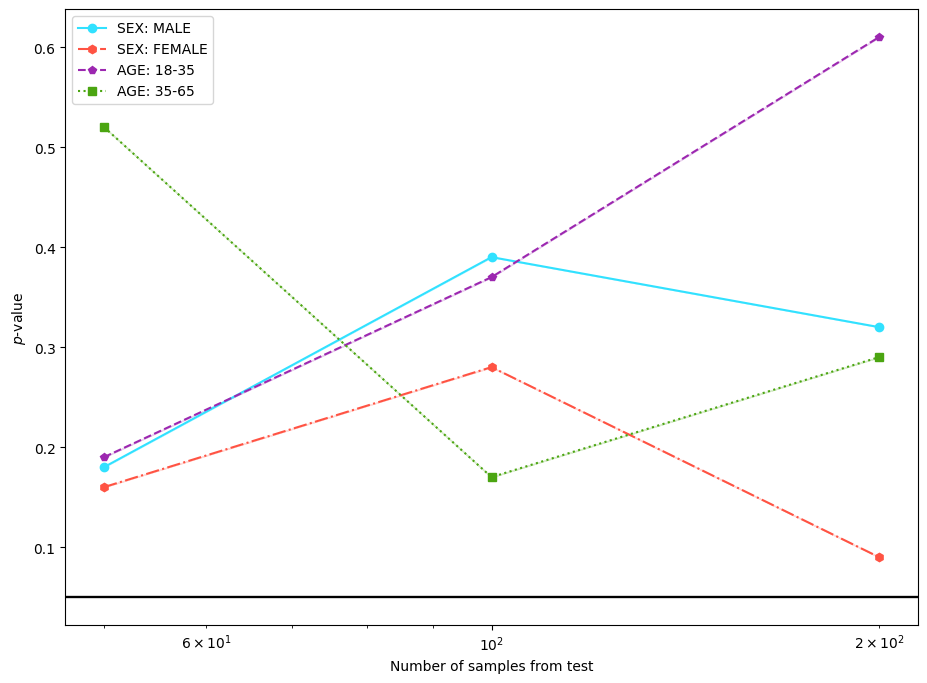 SEX: MALE
SEX: FEMALE
AGE: 18-35
AGE: 35-65
0.6
0.5
0.4
0.3
0.2
0.1
p-value
6 × 10¹
10²
2 × 10²
Number of samples from test